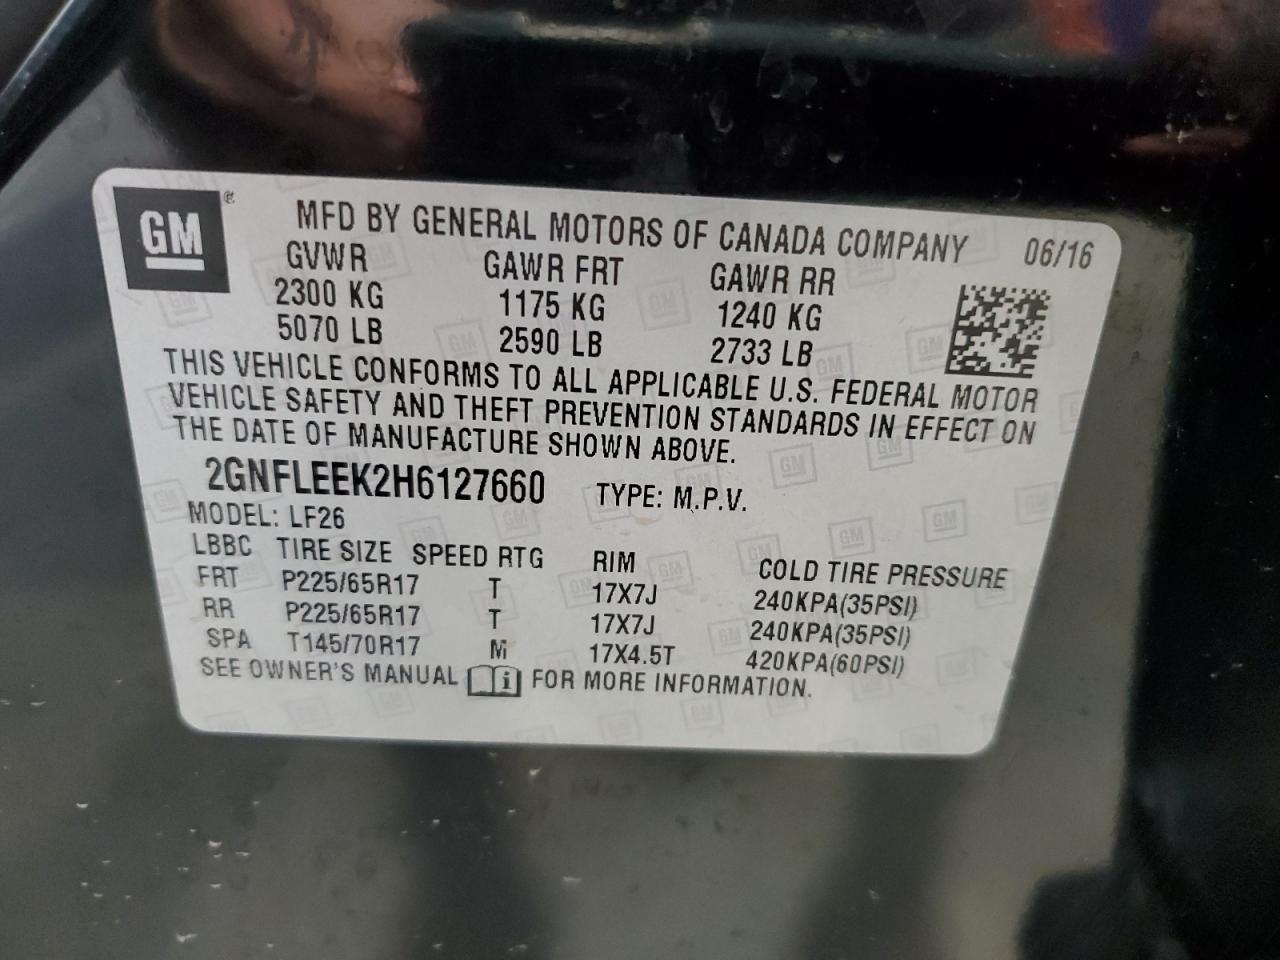 GM
MFD BY GENERAL MOTORS OF CANADA COMPANY 06/16
GVWR GAWR FRT GAWR RR
2300 KG 1175 KG 1240 KG
5070 LB 2590 LB 2733 LB
THIS VEHICLE CONFORMS TO ALL APPLICABLE U.S. FEDERAL MOTOR
VEHICLE SAFETY AND THEFT PREVENTION STANDARDS IN EFFECT ON
THE DATE OF MANUFACTURE SHOWN ABOVE.
2GNFLEEK2H6127660 TYPE: M.P.V.
MODEL: LF26
LBBC TIRE SIZE SPEED RTG RIM COLD TIRE PRESSURE
FRT P225/65R17 T 17X7J 240KPA(35PSI)
RR P225/65R17 T 17X7J 240KPA(35PSI)
SPA T145/70R17 M 17X4.5T 420KPA(60PSI)
SEE OWNER'S MANUAL i FOR MORE INFORMATION.